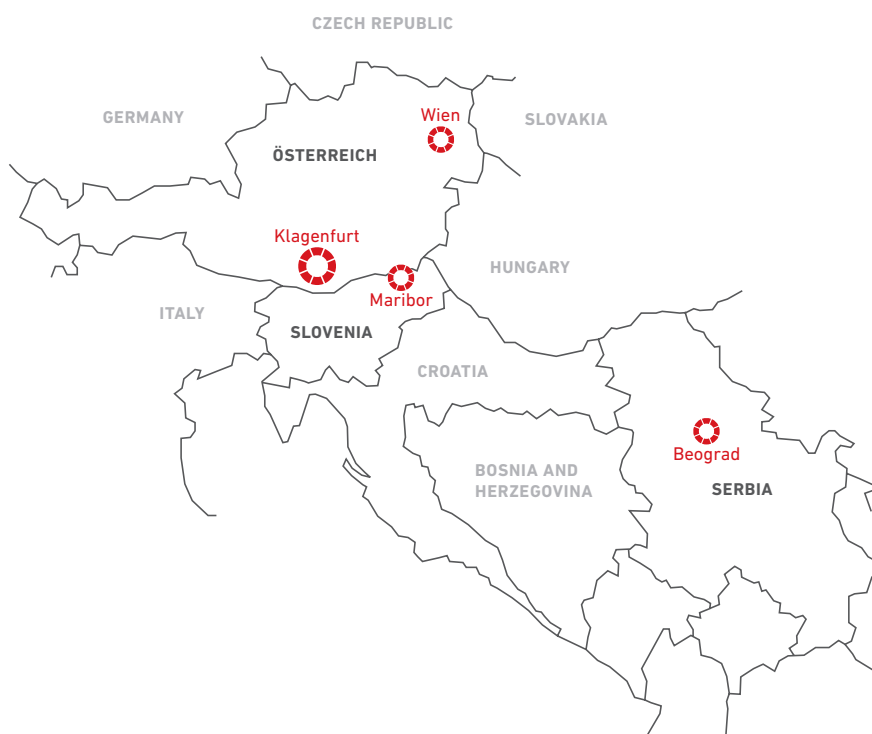 CZECH REPUBLIC
GERMANY
Wien
SLOVAKIA
ÖSTERREICH
Klagenfurt
HUNGARY
Maribor
ITALY
SLOVENIA
CROATIA
Beograd
BOSNIA AND
HERZEGOVINA
SERBIA